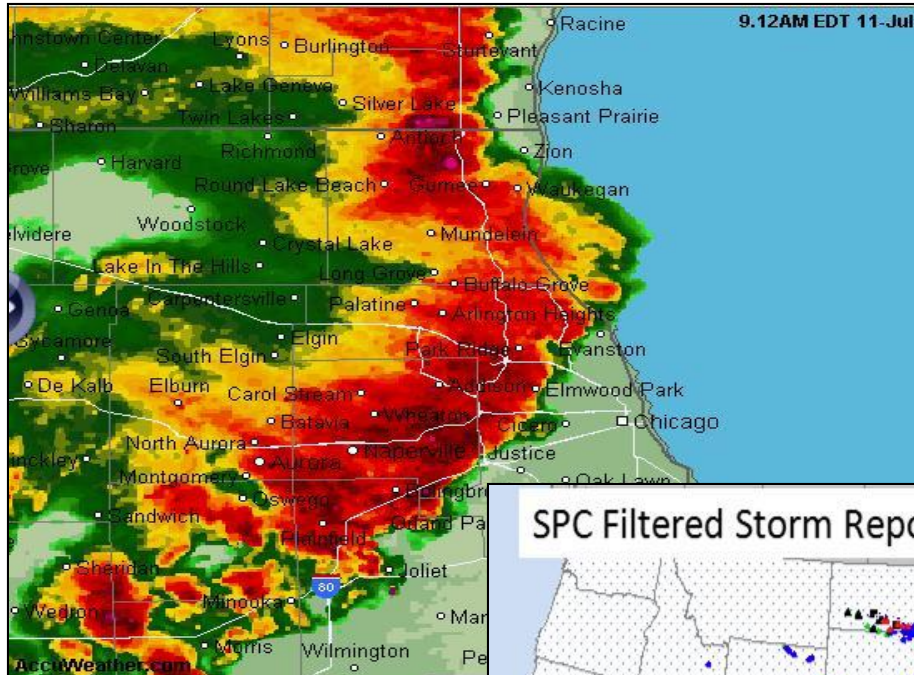 Racine
9.12AM EDT 11-Jul
Lyons
Burlington
Sturtevant
Delavan
Lake Geneva
Kenosha
Williams Bay
Silver Lake
Twin Lakes
Pleasant Prairie
Sharon
Antioch
Richmond
Zion
Harvard
Round Lake Beach
Gurnee
Waukegan
Woodstock
Mundelein
Crystal Lake
Lake In The Hills
Long Grove
Buffalo Grove
Genoa
Carpentersville
Palatine
Arlington Heights
Sycamore
Elgin
South Elgin
Park Ridge
Evanston
De Kalb
Elburn
Carol Stream
Addison
Elmwood Park
Batavia
Wheaton
Cicero
Chicago
North Aurora
Naperville
Justice
Aurora
Montgomery
Oak Lawn
Oswego
Sandwich
Plainfield
SPC Filtered Storm Repo
Sheridan
Joliet
80
Wedron
Minooka
Mar
Morris
Wilmington
Pe
AccuWeather.com